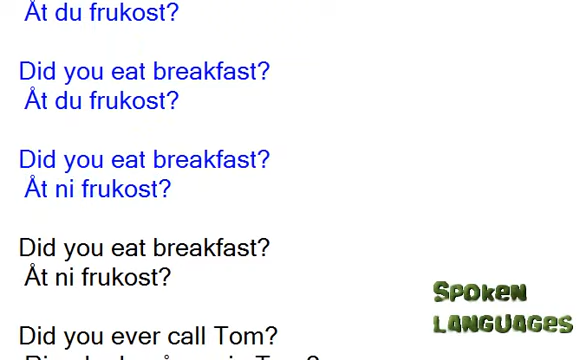 Åt du frukost?
Did you eat breakfast?
Åt du frukost?
Did you eat breakfast?
Åt ni frukost?
Did you eat breakfast?
Åt ni frukost?
Did you ever call Tom?
Spoken
Languages